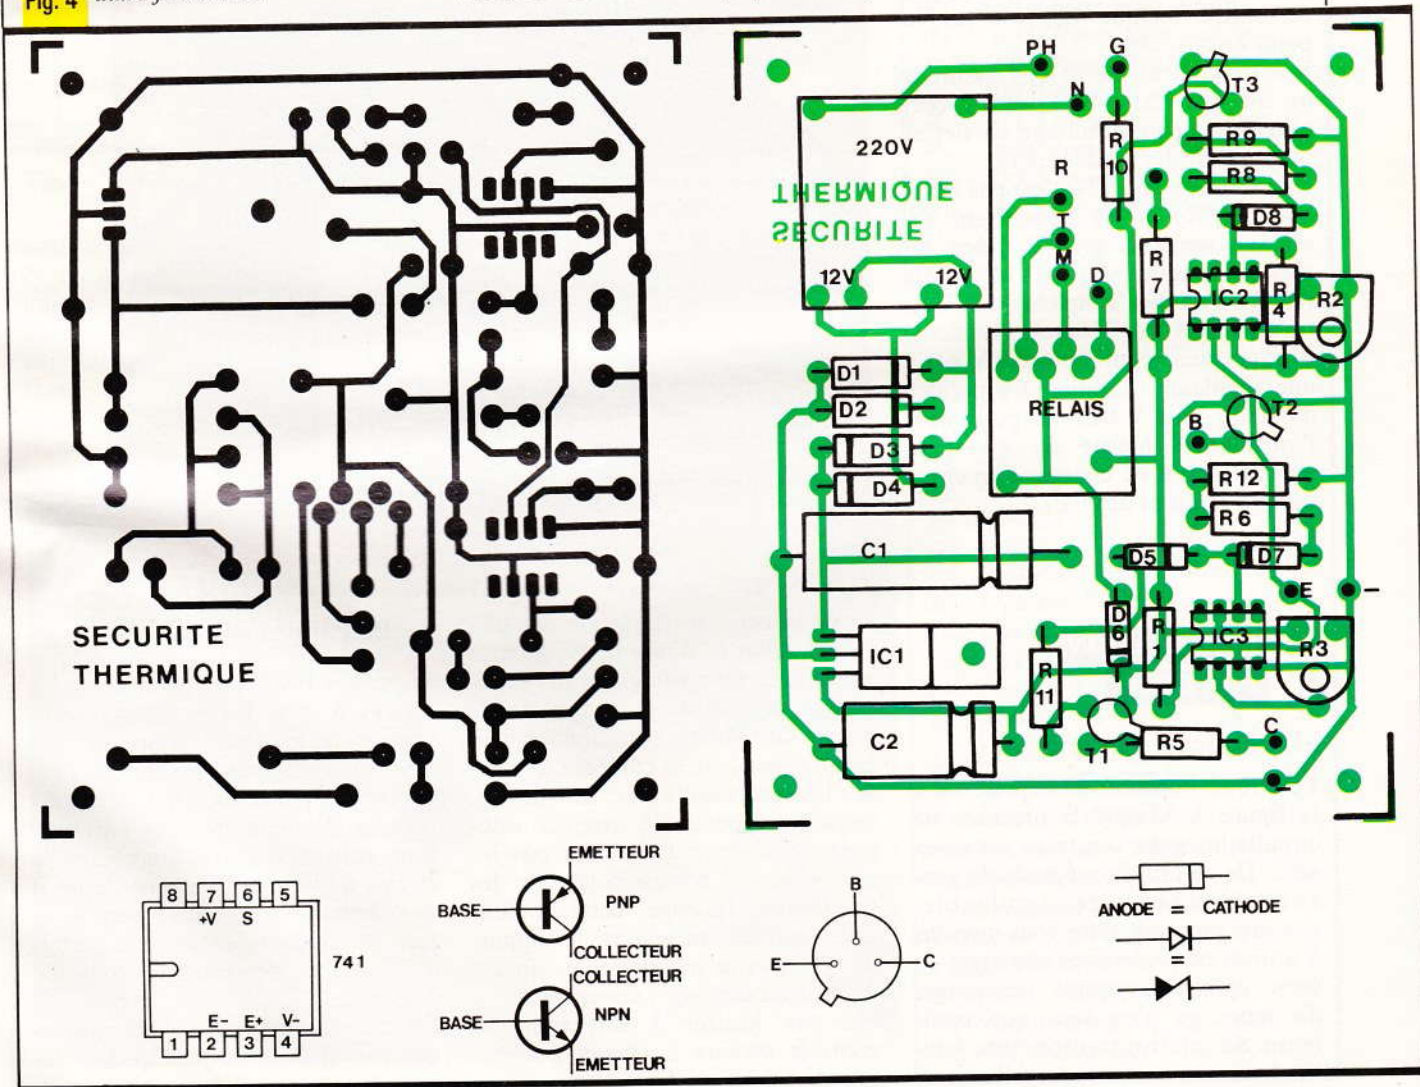 Fig. 4
SECURITE
THERMIQUE
PH
G
N
T3
220V
R
10
R9
R8
R
THERMIQUE
SECURITE
T
M
D
D8
R
7
12V
12V
IC2
R
4
R2
D1
D2
D3
D4
RELAIS
B
T2
R12
R6
C1
D5
D7
E
-
D
6
R
1
IC3
R3
IC1
R
11
C2
T1
R5
C
-
8 7 6 5
+V S
741
E- E+ V-
1 2 3 4
EMETTEUR
BASE
PNP
COLLECTEUR
COLLECTEUR
BASE
NPN
EMETTEUR
B
E
C
ANODE = CATHODE
=